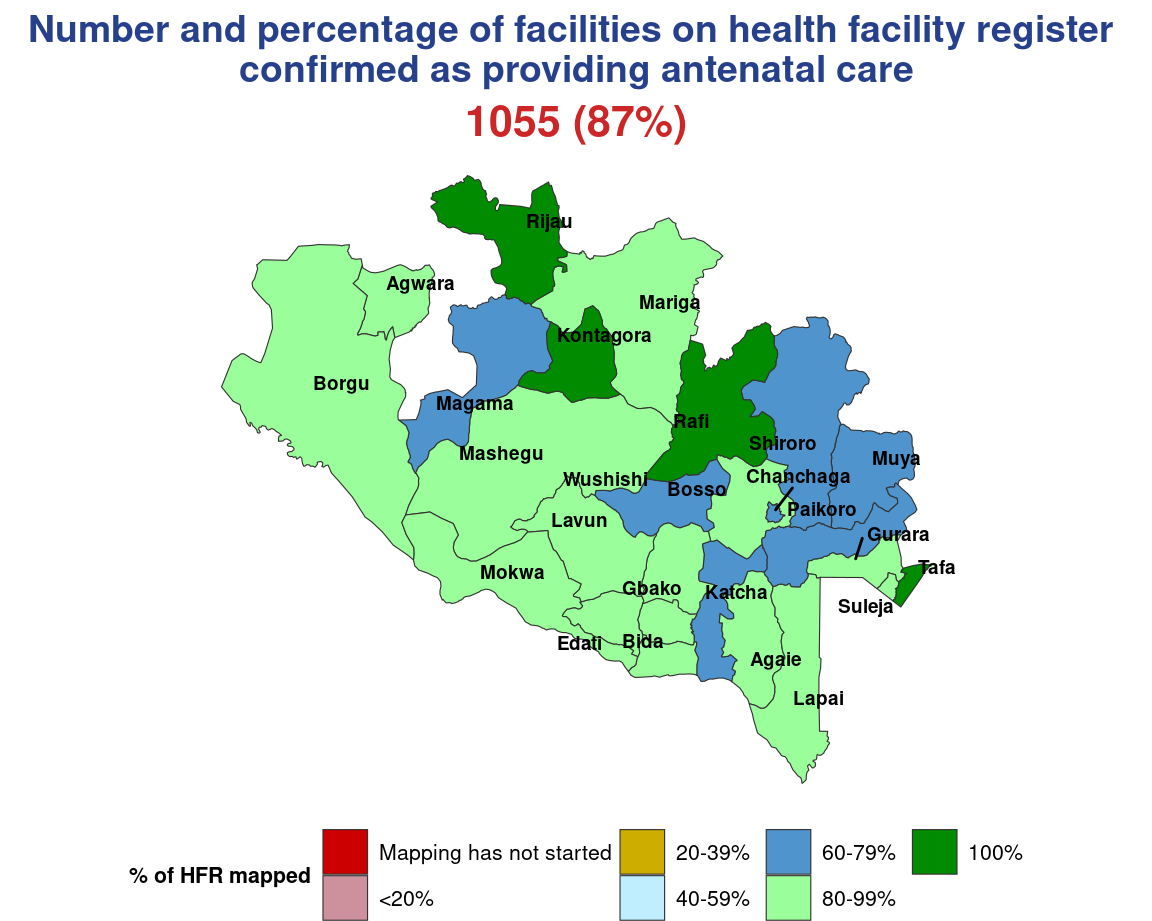 Number and percentage of facilities on health facility register
confirmed as providing antenatal care
1055 (87%)
Rijau
Agwara
Mariga
Kontagora
Borgu
Magama
Rafi
Shiroro
Mashegu
Muya
Wushishi
Chanchaga
Bosso
Paikoro
Lavun
Gurara
Tafa
Mokwa
Gbako
Katcha
Suleja
Edati
Bida
Agaie
Lapai
% of HFR mapped
Mapping has not started
<20%
20-39%
40-59%
60-79%
80-99%
100%